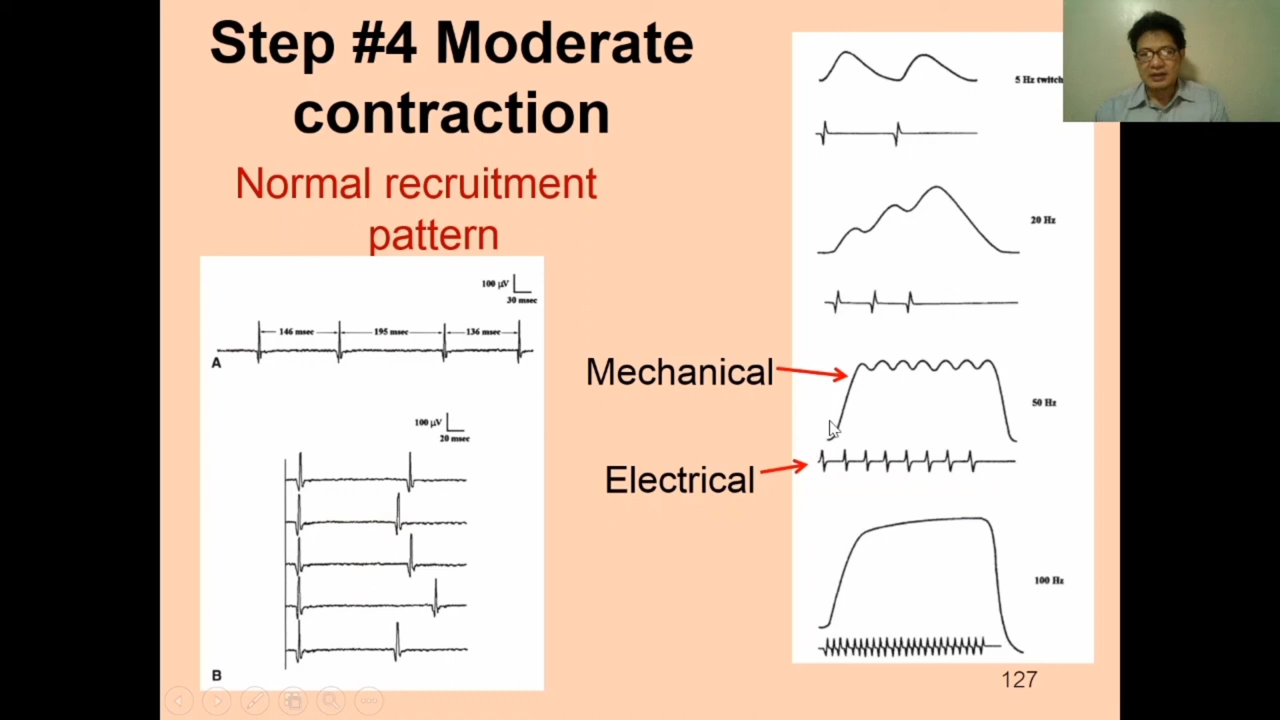 Step #4 Moderate
contraction
Normal recruitment
pattern
100 µV
30 msec
146 msec
195 msec
136 msec
A
100 µV
20 msec
B
Mechanical
Electrical
5 Hz twitch
20 Hz
50 Hz
100 Hz
127